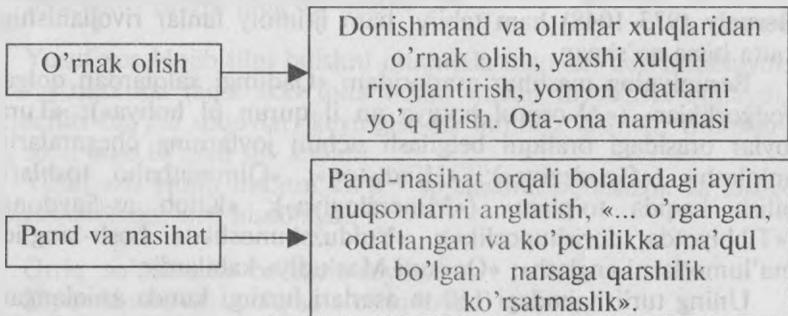 O‘rnak olish
Donishmand va olimlar xulqlaridan
o‘rnak olish, yaxshi xulqni
rivojlantirish, yomon odatlarni
yo‘q qilish, Ota-ona namunasi
Pand va nasihat
Pand-nasihat orqali bolalardagi ayrim
nuqsonlarni anglatish, «... o‘rgangan,
odatlangan va ko‘pchilikka ma’qul
bo‘lgan narsaga qarshilik
ko‘rsatmaslik».